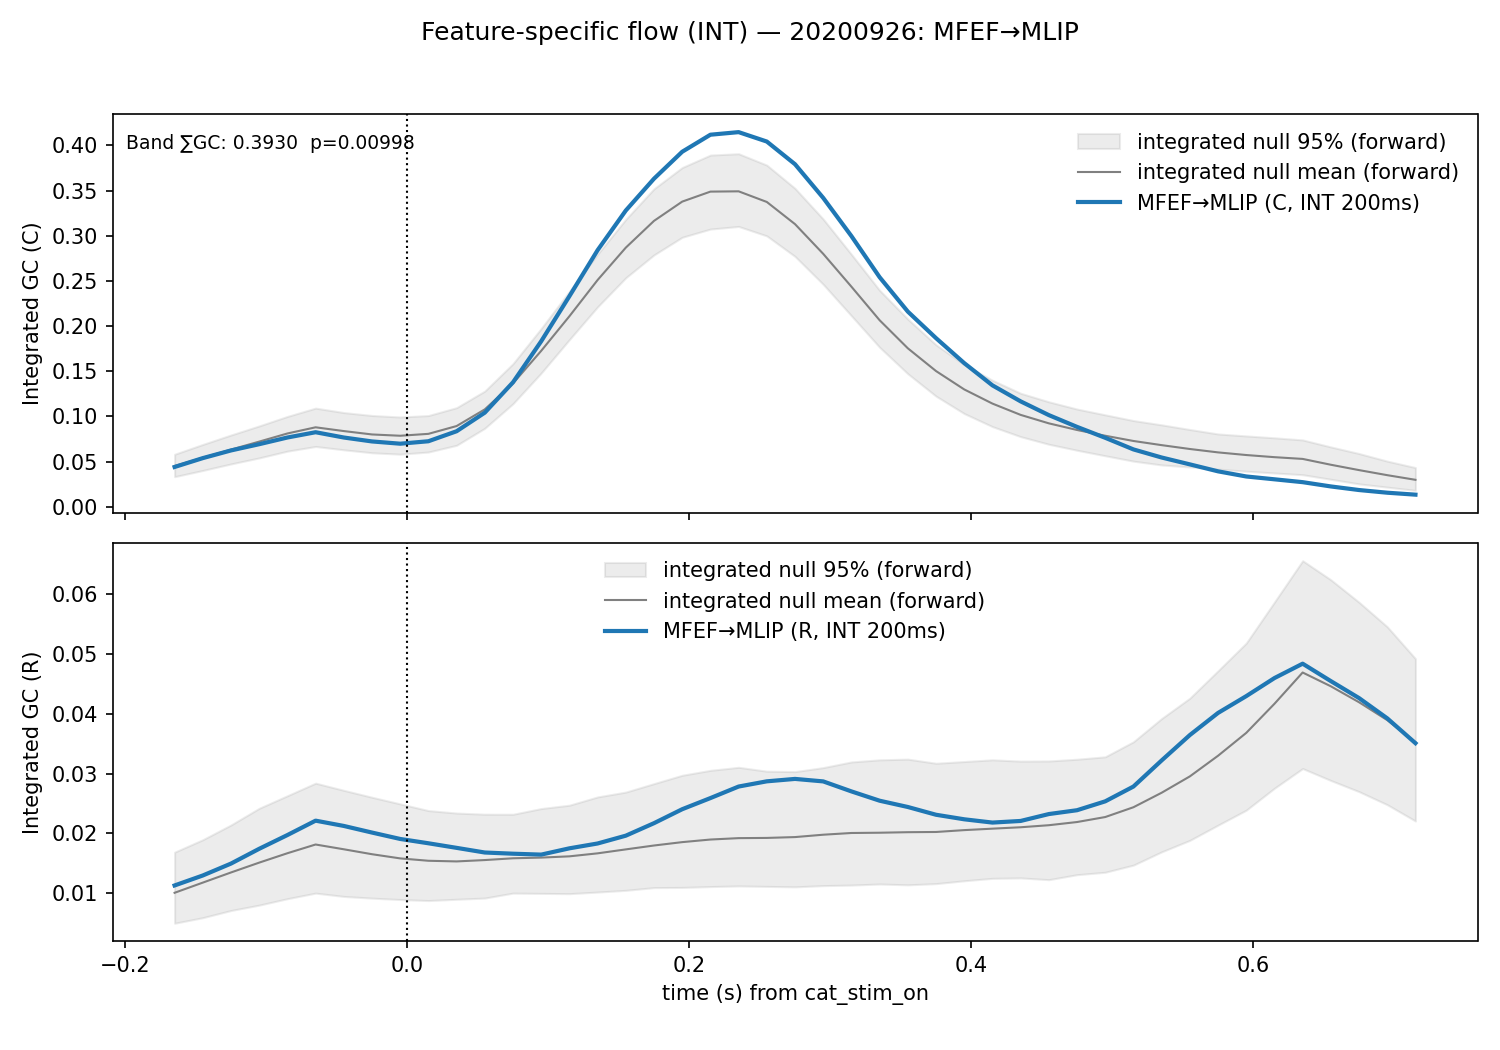 Feature-specific flow (INT) — 20200926: MFEF→MLIP
Band ∑GC: 0.3930  p=0.00998
integrated null 95% (forward)
integrated null mean (forward)
MFEF→MLIP (C, INT 200ms)
Integrated GC (C)
0.40
0.35
0.30
0.25
0.20
0.15
0.10
0.05
0.00
integrated null 95% (forward)
integrated null mean (forward)
MFEF→MLIP (R, INT 200ms)
Integrated GC (R)
0.06
0.05
0.04
0.03
0.02
0.01
−0.2 0.0 0.2 0.4 0.6
time (s) from cat_stim_on